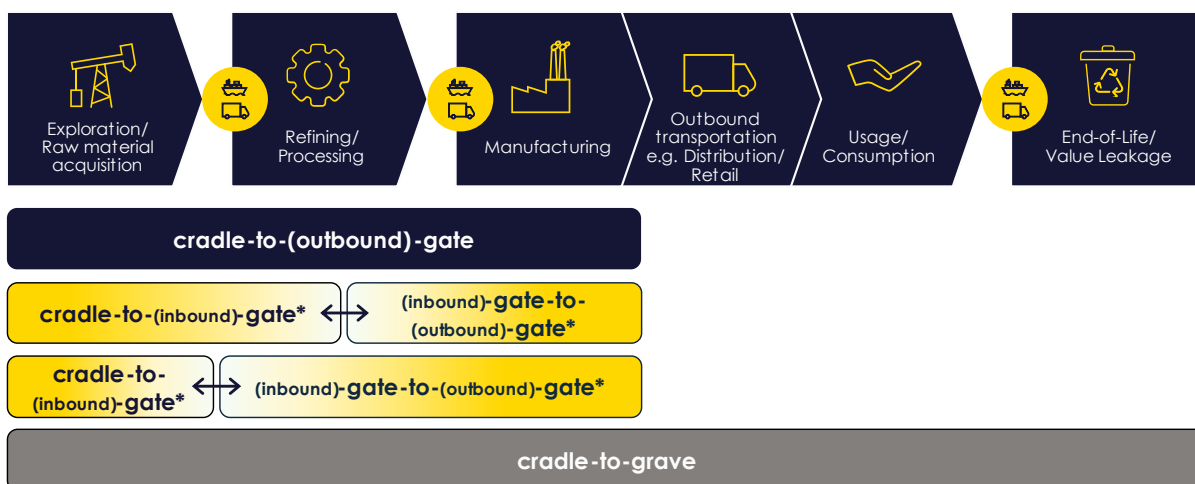 Exploration/
Raw material
acquisition
Refining/
Processing
Manufacturing
Outbound
transportation
e.g. Distribution/
Retail
Usage/
Consumption
End-of-Life/
Value Leakage
cradle-to-(outbound)-gate
cradle-to-(inbound)-gate*
(inbound)-gate-to-
(outbound)-gate*
cradle-to-
(inbound)-gate*
(inbound)-gate-to-(outbound)-gate*
cradle-to-grave